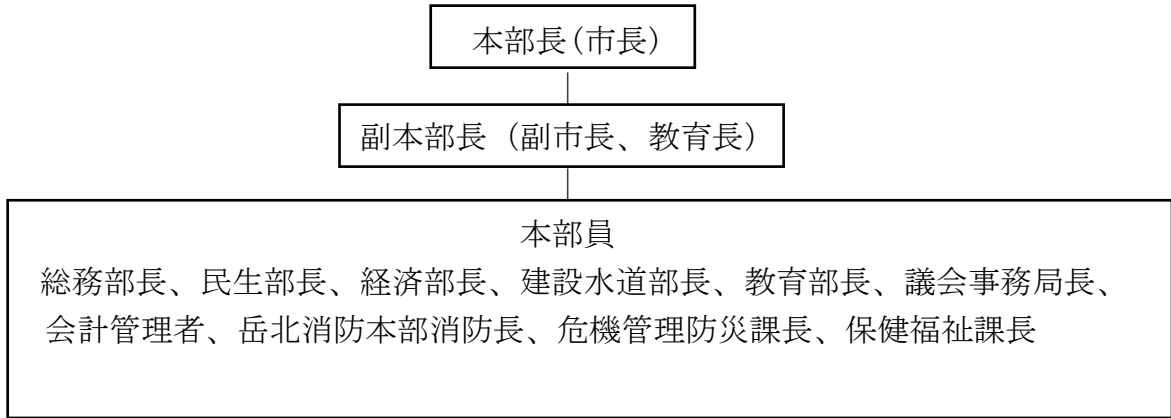 本部長(市長)
副本部長（副市長、教育長）
本部員
総務部長、民生部長、経済部長、建設水道部長、教育部長、議会事務局長、
会計管理者、岳北消防本部消防長、危機管理防災課長、保健福祉課長